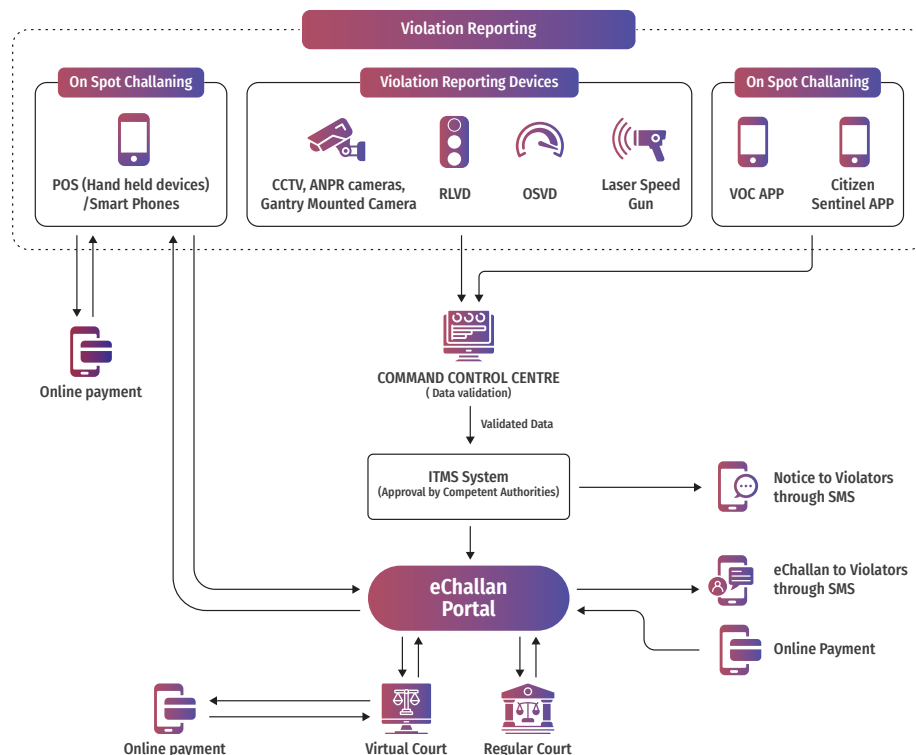 Violation Reporting
On Spot Challaning
POS (Hand held devices)
/Smart Phones
Violation Reporting Devices
CCTV, ANPR cameras,
Gantry Mounted Camera
RLVD
OSVD
Laser Speed
Gun
On Spot Challaning
VOC APP
Citizen
Sentinel APP
Online payment
COMMAND CONTROL CENTRE
( Data validation)
Validated Data
ITMS System
(Approval by Competent Authorities)
Notice to Violators
through SMS
eChallan
Portal
eChallan to Violators
through SMS
Online Payment
Online payment
Virtual Court
Regular Court